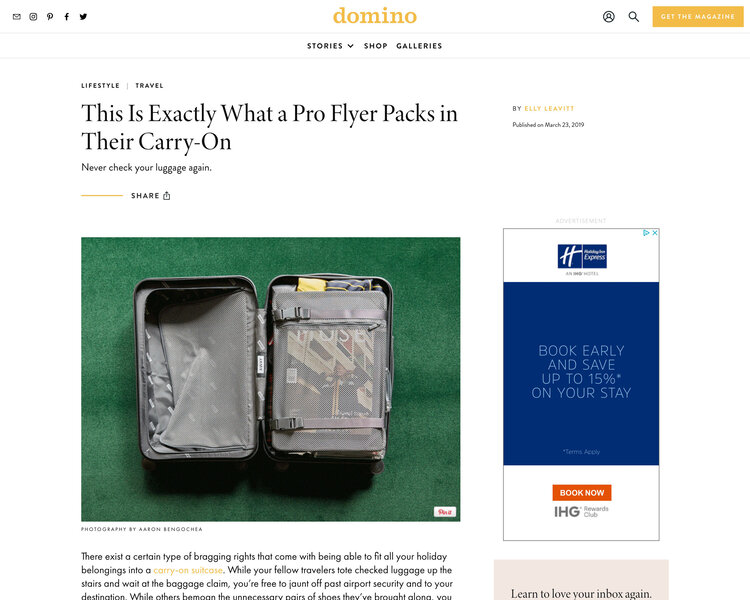 domino
GET THE MAGAZINE
STORIES
SHOP
GALLERIES
LIFESTYLE | TRAVEL
This Is Exactly What a Pro Flyer Packs in
Their Carry-On
Never check your luggage again.
SHARE
BY ELLY LEAVITT
Published on March 23, 2019
ADVERTISEMENT
H Holiday Inn
Express
AN IHG® HOTEL
BOOK EARLY
AND SAVE
UP TO 15%*
ON YOUR STAY
*Terms Apply
BOOK NOW
IHG® Rewards
Club
AWAY
Pin it
PHOTOGRAPHY BY AARON BENGOCHEA
There exist a certain type of bragging rights that come with being able to fit all your holiday
belongings into a carry-on suitcase. While your fellow travelers tote checked luggage up the
stairs and wait at the baggage claim, you're free to jaunt off past airport security and to your
destination. While others bemoan the unnecessary pairs of shoes they've brought along, you
Learn to love your inbox again.